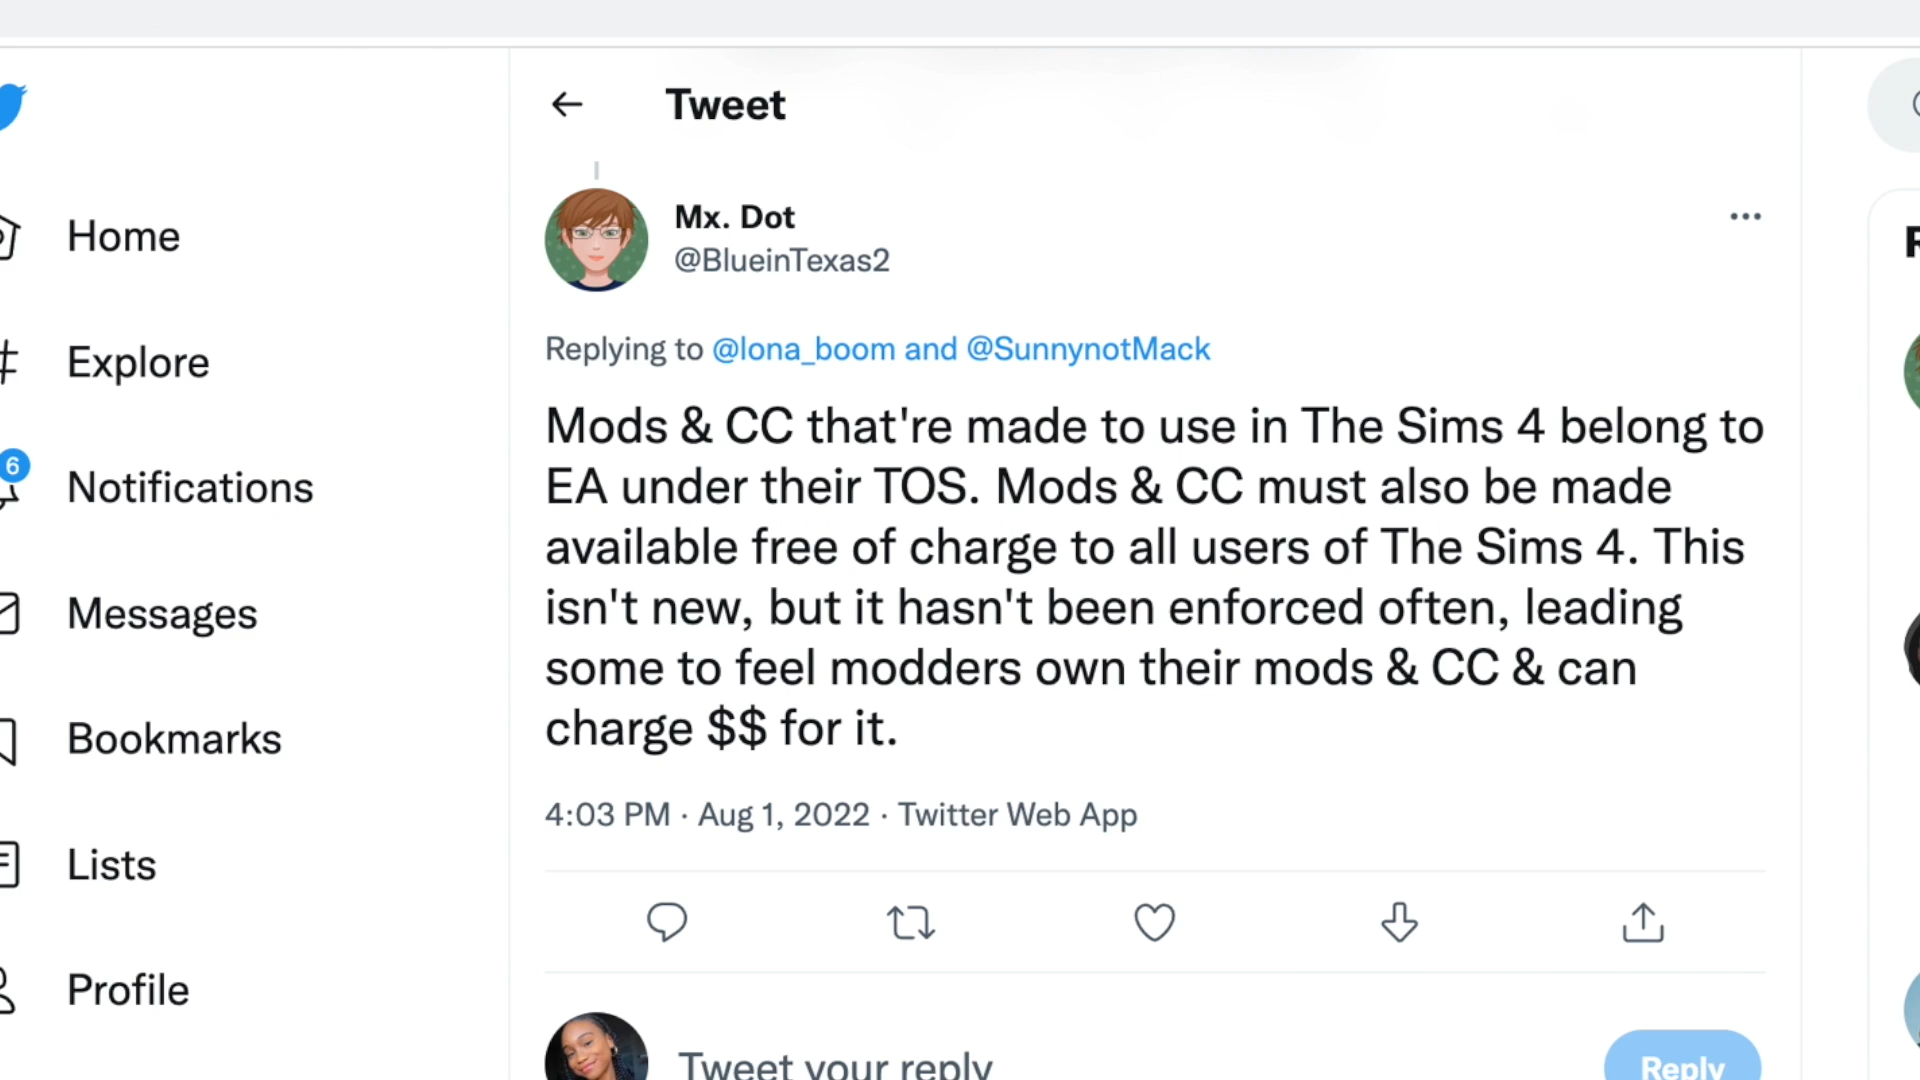 Tweet
Home
Explore
6
Notifications
Messages
Bookmarks
Lists
Profile
Mx. Dot
@BlueinTexas2
Replying to @lona_boom and @SunnynotMack
Mods & CC that're made to use in The Sims 4 belong to
EA under their TOS. Mods & CC must also be made
available free of charge to all users of The Sims 4. This
isn't new, but it hasn't been enforced often, leading
some to feel modders own their mods & CC & can
charge $$ for it.
4:03 PM · Aug 1, 2022 · Twitter Web App
Tweet your reply
Reply